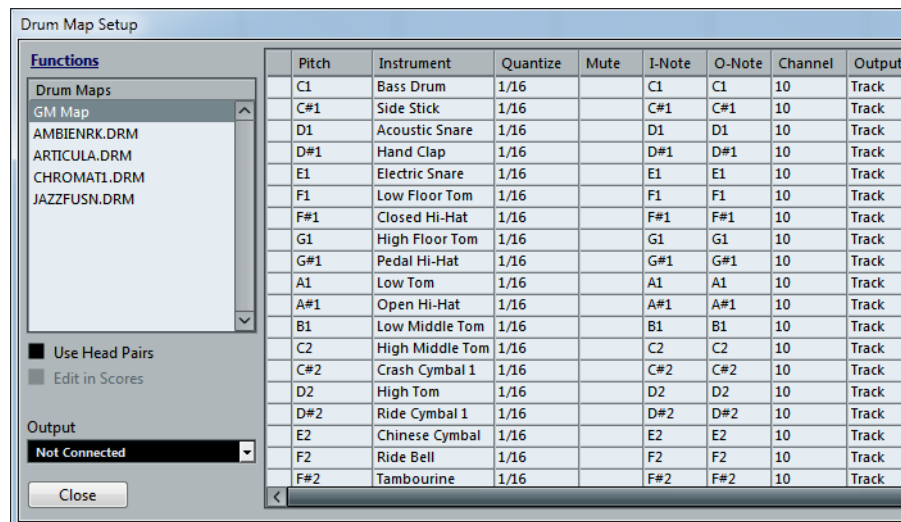 Drum Map Setup
Functions
Drum Maps
GM Map
AMBIENRK.DRM
ARTICULA.DRM
CHROMAT1.DRM
JAZZFUSN.DRM
Use Head Pairs
Edit in Scores
Output
Not Connected
Close
Pitch Instrument Quantize Mute I-Note O-Note Channel Output
C1 Bass Drum 1/16 C1 C1 10 Track
C#1 Side Stick 1/16 C#1 C#1 10 Track
D1 Acoustic Snare 1/16 D1 D1 10 Track
D#1 Hand Clap 1/16 D#1 D#1 10 Track
E1 Electric Snare 1/16 E1 E1 10 Track
F1 Low Floor Tom 1/16 F1 F1 10 Track
F#1 Closed Hi-Hat 1/16 F#1 F#1 10 Track
G1 High Floor Tom 1/16 G1 G1 10 Track
G#1 Pedal Hi-Hat 1/16 G#1 G#1 10 Track
A1 Low Tom 1/16 A1 A1 10 Track
A#1 Open Hi-Hat 1/16 A#1 A#1 10 Track
B1 Low Middle Tom 1/16 B1 B1 10 Track
C2 High Middle Tom 1/16 C2 C2 10 Track
C#2 Crash Cymbal 1 1/16 C#2 C#2 10 Track
D2 High Tom 1/16 D2 D2 10 Track
D#2 Ride Cymbal 1 1/16 D#2 D#2 10 Track
E2 Chinese Cymbal 1/16 E2 E2 10 Track
F2 Ride Bell 1/16 F2 F2 10 Track
F#2 Tambourine 1/16 F#2 F#2 10 Track